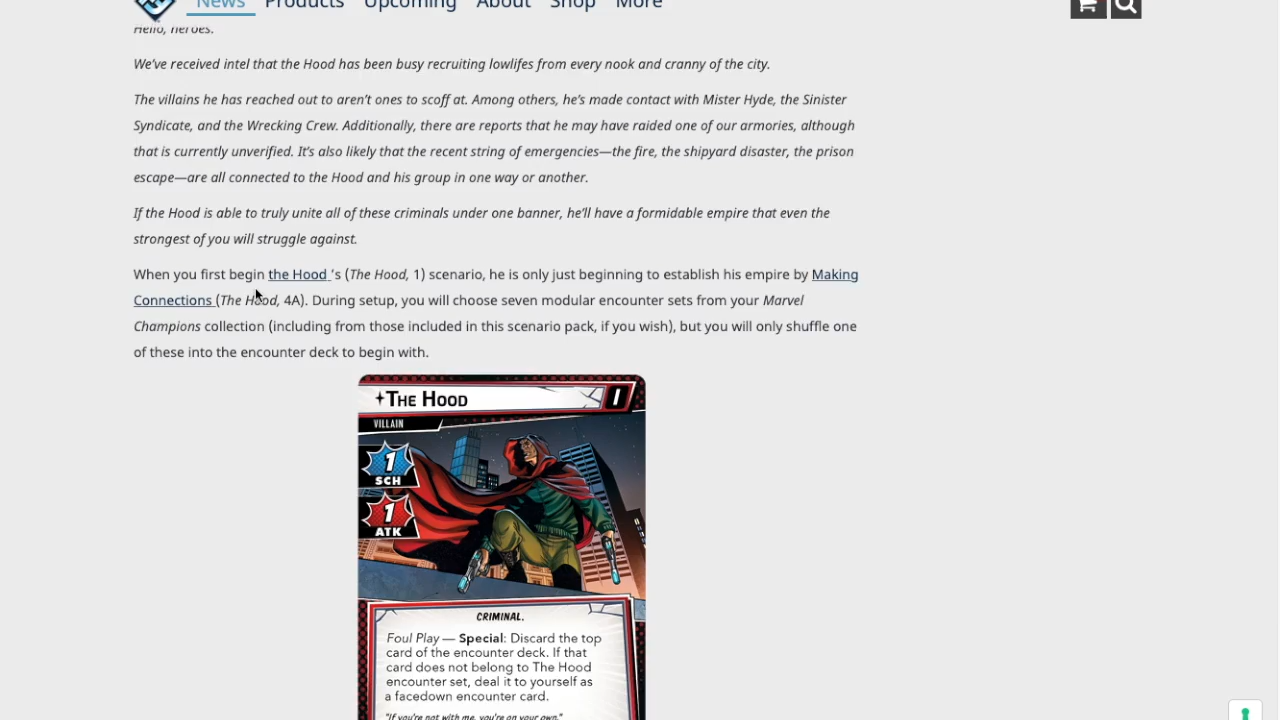 News Products Upcoming About Shop More
Hello, heroes.
We've received intel that the Hood has been busy recruiting lowlifes from every nook and cranny of the city.
The villains he has reached out to aren't ones to scoff at. Among others, he's made contact with Mister Hyde, the Sinister
Syndicate, and the Wrecking Crew. Additionally, there are reports that he may have raided one of our armories, although
that is currently unverified. It's also likely that the recent string of emergencies—the fire, the shipyard disaster, the prison
escape—are all connected to the Hood and his group in one way or another.
If the Hood is able to truly unite all of these criminals under one banner, he'll have a formidable empire that even the
strongest of you will struggle against.
When you first begin the Hood 's (The Hood, 1) scenario, he is only just beginning to establish his empire by Making
Connections (The Hood, 4A). During setup, you will choose seven modular encounter sets from your Marvel
Champions collection (including from those included in this scenario pack, if you wish), but you will only shuffle one
of these into the encounter deck to begin with.
The Hood I
VILLAIN
1
SCH
1
ATK
CRIMINAL.
Foul Play — Special: Discard the top
card of the encounter deck. If that
card does not belong to The Hood
encounter set, deal it to yourself as
a facedown encounter card.
"If you're not with me, you're on your own."